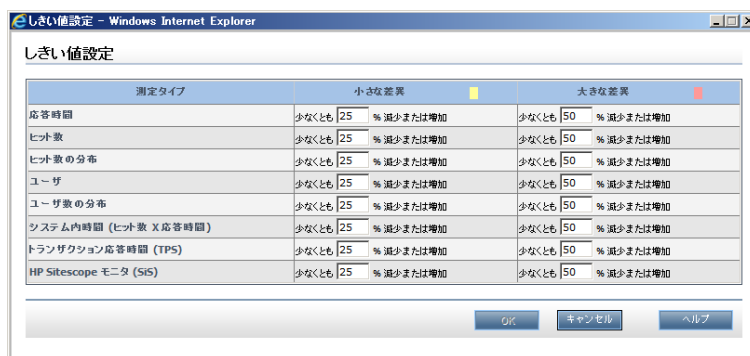 しきい値設定 - Windows Internet Explorer
しきい値設定
測定タイプ 小さな差異 大きな差異
応答時間 少なくとも 25 % 減少または増加 少なくとも 50 % 減少または増加
ヒット数 少なくとも 25 % 減少または増加 少なくとも 50 % 減少または増加
ヒット数の分布 少なくとも 25 % 減少または増加 少なくとも 50 % 減少または増加
ユーザ 少なくとも 25 % 減少または増加 少なくとも 50 % 減少または増加
ユーザ数の分布 少なくとも 25 % 減少または増加 少なくとも 50 % 減少または増加
システム内時間 (ヒット数 X 応答時間) 少なくとも 25 % 減少または増加 少なくとも 50 % 減少または増加
トランザクション応答時間 (TPS) 少なくとも 25 % 減少または増加 少なくとも 50 % 減少または増加
HP Sitescope モニタ (SiS) 少なくとも 25 % 減少または増加 少なくとも 50 % 減少または増加
OK キャンセル ヘルプ